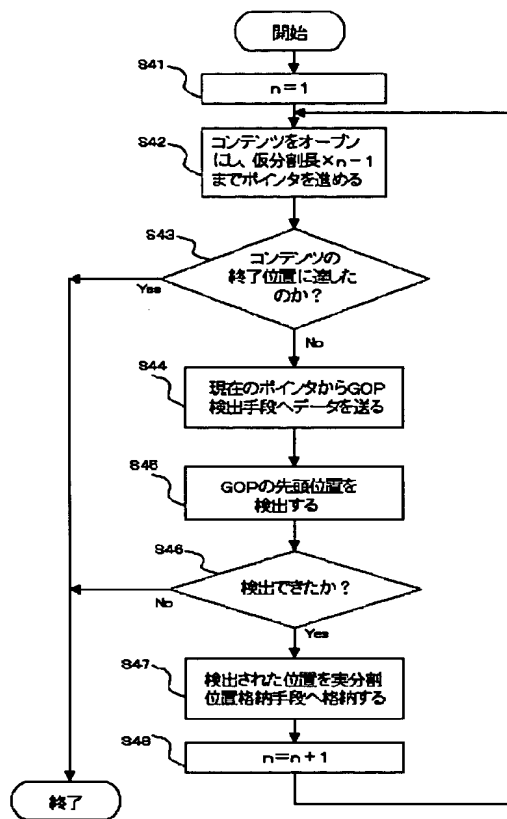 開始
S41
n=1
S42
コンテンツをオープン
にし、仮分割長×n-1
までポインタを進める
S43
コンテンツの
終了位置に達した
のか？
Yes
No
S44
現在のポインタからGOP
検出手段へデータを送る
S45
GOPの先頭位置を
検出する
S46
検出できたか？
No
Yes
S47
検出された位置を実分割
位置格納手段へ格納する
S48
n=n+1
終了